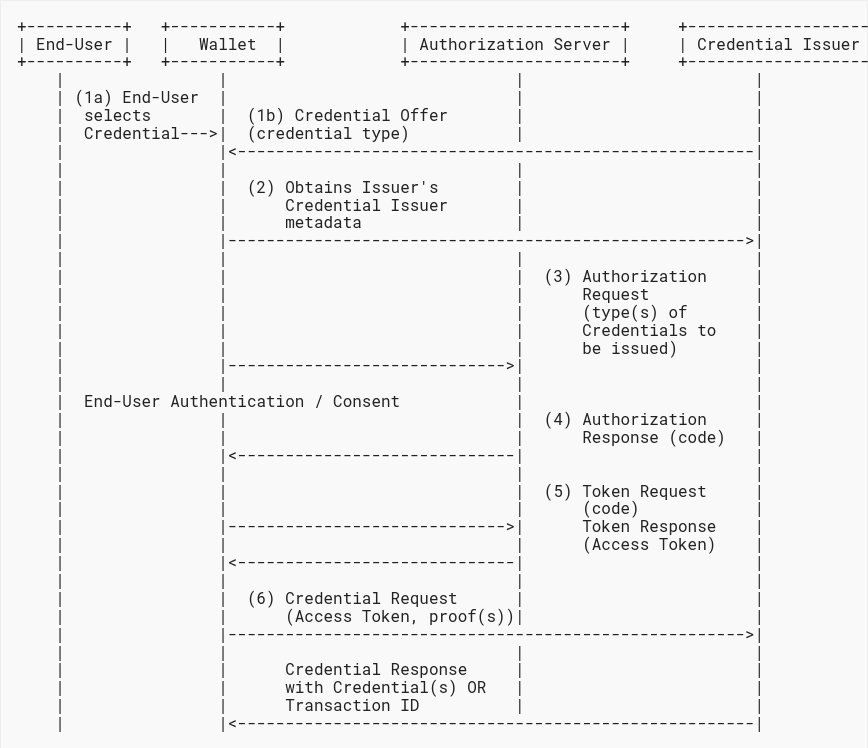 End-User Wallet Authorization Server Credential Issuer
(1a) End-User
selects (1b) Credential Offer
Credential---> (credential type)
(2) Obtains Issuer's
Credential Issuer
metadata
(3) Authorization
Request
(type(s) of
Credentials to
be issued)
End-User Authentication / Consent
(4) Authorization
Response (code)
(5) Token Request
(code)
Token Response
(Access Token)
(6) Credential Request
(Access Token, proof(s))
Credential Response
with Credential(s) OR
Transaction ID